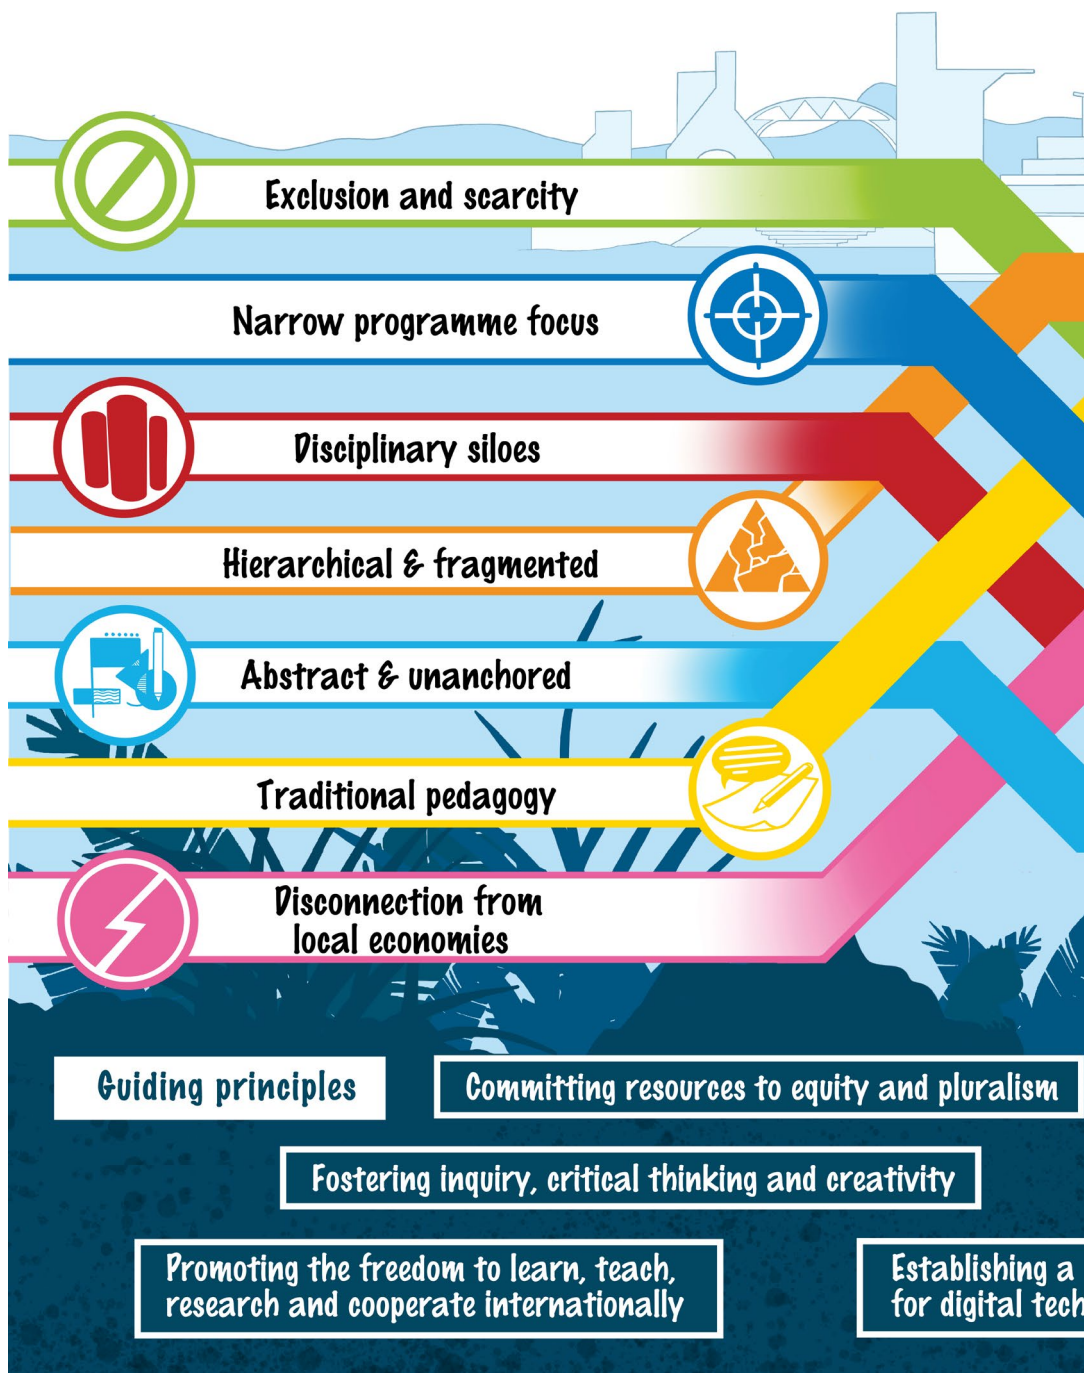 Exclusion and scarcity
Narrow programme focus
Disciplinary siloes
Hierarchical & fragmented
Abstract & unanchored
Traditional pedagogy
Disconnection from
local economies
Guiding principles
Committing resources to equity and pluralism
Fostering inquiry, critical thinking and creativity
Promoting the freedom to learn, teach,
research and cooperate internationally
Establishing a
for digital